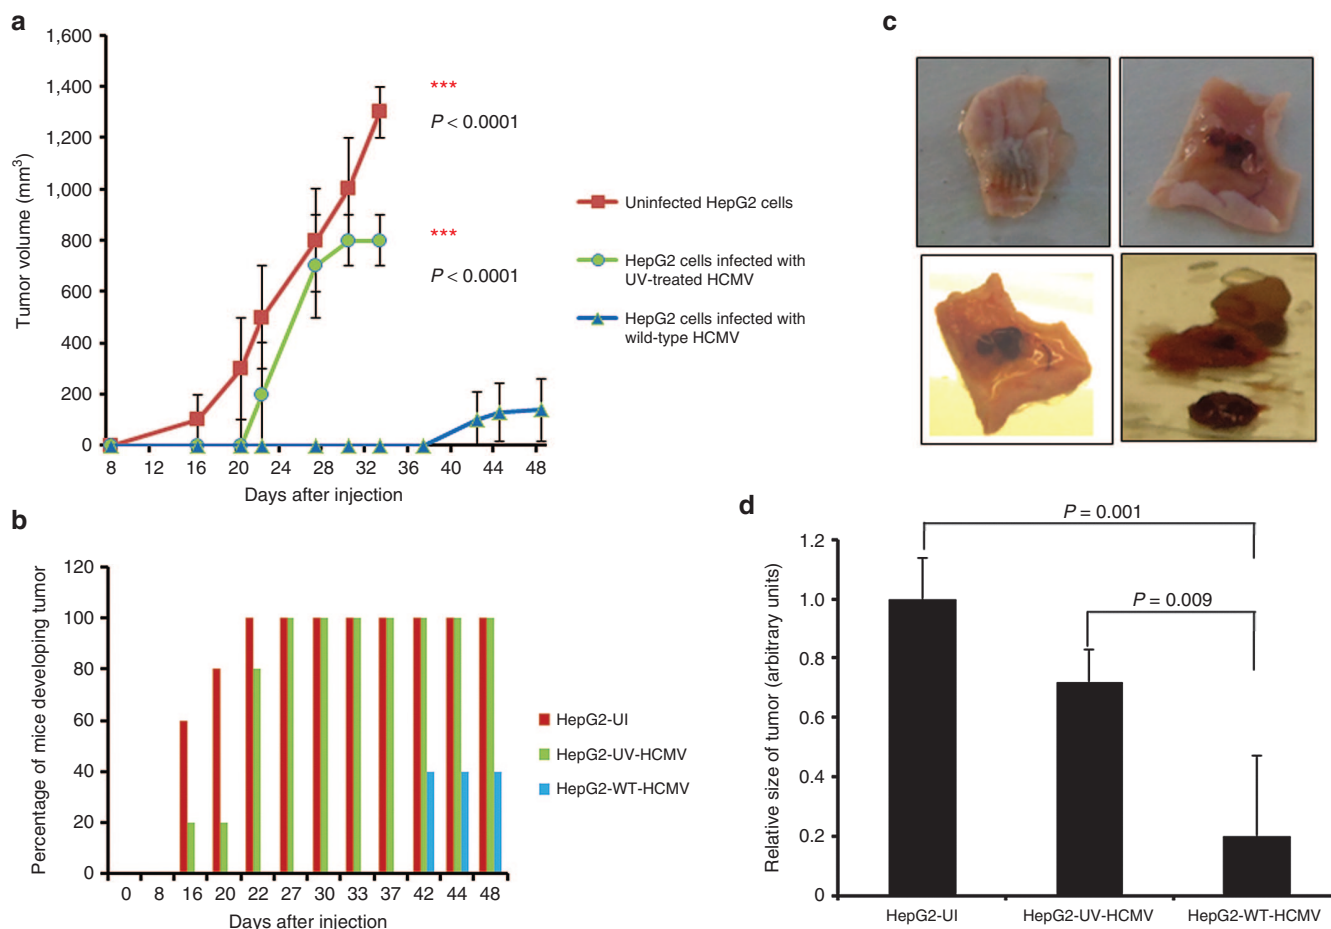 a
1,600
1,400
1,200
1,000
800
600
400
200
0
Tumor volume (mm³)
8 12 16 20 24 28 32 36 40 44 48
Days after injection
***
P < 0.0001
***
P < 0.0001
Uninfected HepG2 cells
HepG2 cells infected with
UV-treated HCMV
HepG2 cells infected with
wild-type HCMV
b
120
100
80
60
40
20
0
Percentage of mice developing tumor
0 8 16 20 22 27 30 33 37 42 44 48
Days after injection
HepG2-UI
HepG2-UV-HCMV
HepG2-WT-HCMV
c
d
P = 0.001
P = 0.009
1.2
1.0
0.8
0.6
0.4
0.2
0
Relative size of tumor (arbitrary units)
HepG2-UI HepG2-UV-HCMV HepG2-WT-HCMV